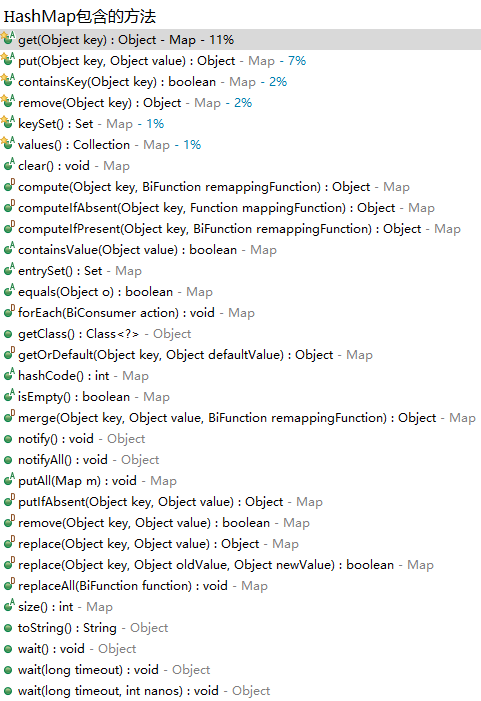 HashMap包含的方法
get(Object key) : Object - Map - 11%
put(Object key, Object value) : Object - Map - 7%
containsKey(Object key) : boolean - Map - 2%
remove(Object key) : Object - Map - 2%
keySet() : Set - Map - 1%
values() : Collection - Map - 1%
clear() : void - Map
compute(Object key, BiFunction remappingFunction) : Object - Map
computeIfAbsent(Object key, Function mappingFunction) : Object - Map
computeIfPresent(Object key, BiFunction remappingFunction) : Object - Map
containsValue(Object value) : boolean - Map
entrySet() : Set - Map
equals(Object o) : boolean - Map
forEach(BiConsumer action) : void - Map
getClass() : Class<?> - Object
getOrDefault(Object key, Object defaultValue) : Object - Map
hashCode() : int - Map
isEmpty() : boolean - Map
merge(Object key, Object value, BiFunction remappingFunction) : Object - Map
notify() : void - Object
notifyAll() : void - Object
putAll(Map m) : void - Map
putIfAbsent(Object key, Object value) : Object - Map
remove(Object key, Object value) : boolean - Map
replace(Object key, Object value) : Object - Map
replace(Object key, Object oldValue, Object newValue) : boolean - Map
replaceAll(BiFunction function) : void - Map
size() : int - Map
toString() : String - Object
wait() : void - Object
wait(long timeout) : void - Object
wait(long timeout, int nanos) : void - Object